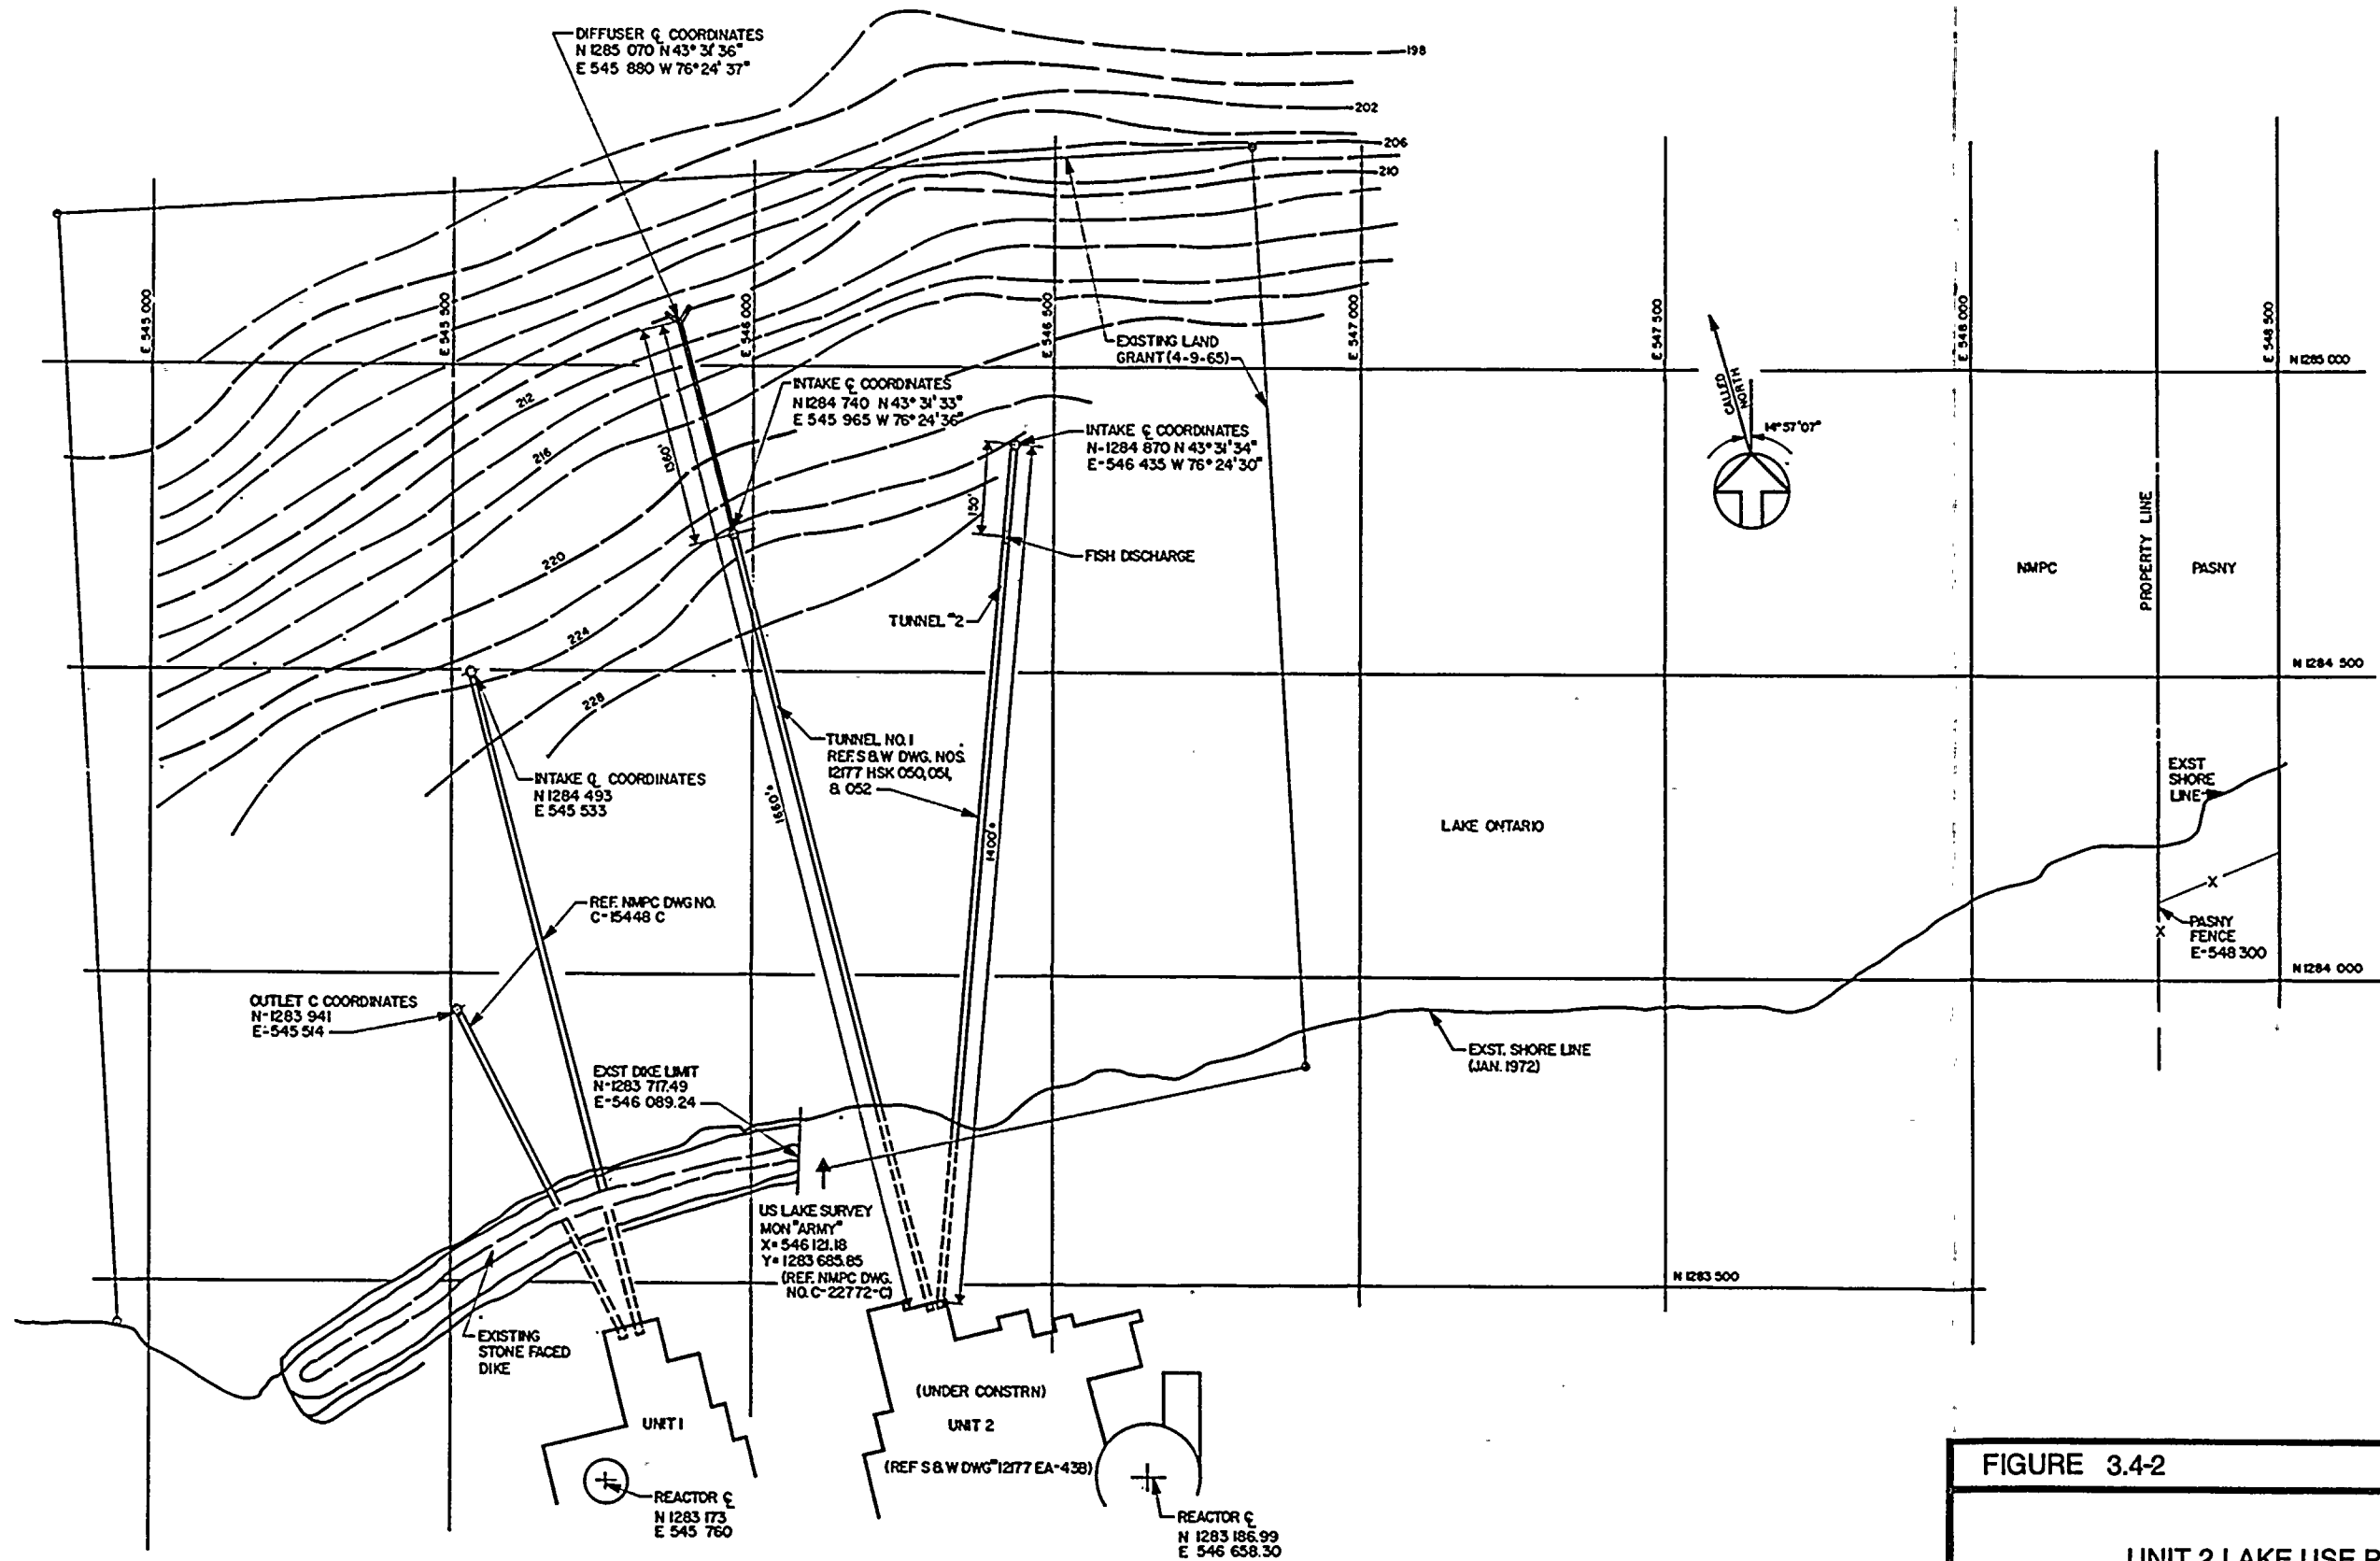 DIFFUSER ℄ COORDINATES
N 1285 070 N 43° 31' 36"
E 545 880 W 76° 24' 37"
198
202
206
210
E 545 000
E 545 500
E 546 000
E 546 500
E 547 000
E 547 500
E 548 000
E 548 500
N 1285 000
EXISTING LAND
GRANT (4-9-65)
INTAKE ℄ COORDINATES
N 1284 740 N 43° 31' 33"
E 545 965 W 76° 24' 36"
CALLED
NORTH
14° 57' 07"
212
216
INTAKE ℄ COORDINATES
N-1284 870 N 43° 31' 34"
E-546 435 W 76° 24' 30"
150'
FISH DISCHARGE
220
TUNNEL #2
224
228
NMPC
PROPERTY LINE
PASNY
N 1284 500
TUNNEL NO. 1
REF. S & W DWG. NOS.
12177 HSK 050, 051,
& 052
INTAKE ℄ COORDINATES
N 1284 493
E 545 533
1400'±
LAKE ONTARIO
EXST
SHORE
LINE
REF. NMPC DWG NO.
C-15448 C
PASNY
FENCE
E-548 300
X
X
N 1284 000
OUTLET C COORDINATES
N-1283 941
E-545 514
EXST. SHORE LINE
(JAN. 1972)
EXST DIKE LIMIT
N-1283 717.49
E-546 089.24
US LAKE SURVEY
MON "ARMY"
X= 546 121.18
Y= 1283 685.85
(REF. NMPC DWG.
NO. C-22772-C)
N 1283 500
EXISTING
STONE FACED
DIKE
UNIT 1
(UNDER CONSTRN)
UNIT 2
(REF S & W DWG #12177 EA-43B)
REACTOR ℄
N 1283 173
E 545 760
REACTOR ℄
N 1283 186.99
E 546 658.30
FIGURE 3.4-2
UNIT 2 LAKE USE